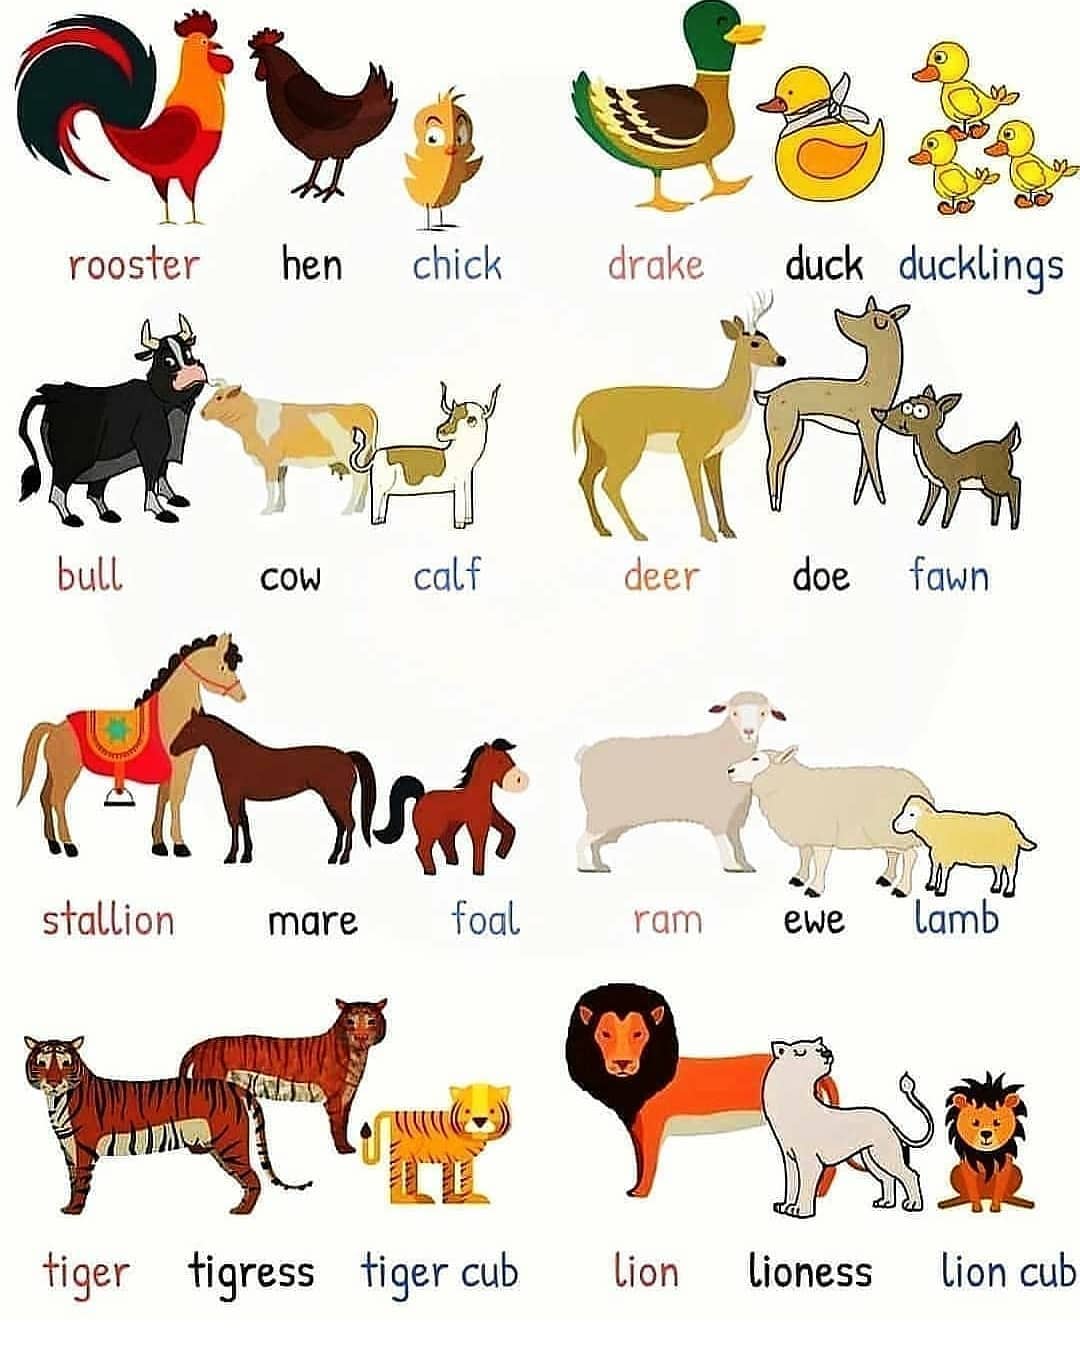 rooster hen chick drake duck ducklings
bull cow calf deer doe fawn
stallion mare foal ram ewe lamb
tiger tigress tiger cub lion lioness lion cub